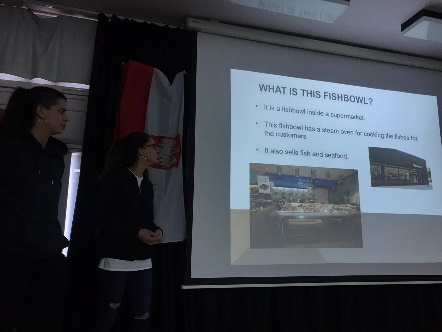 WHAT IS THIS FISHBOWL?
• It is a fishbowl inside a supermarket.
• This fishbowl has a steam oven for cooking the fishes for
the customers
• It also sells fish and seafood.